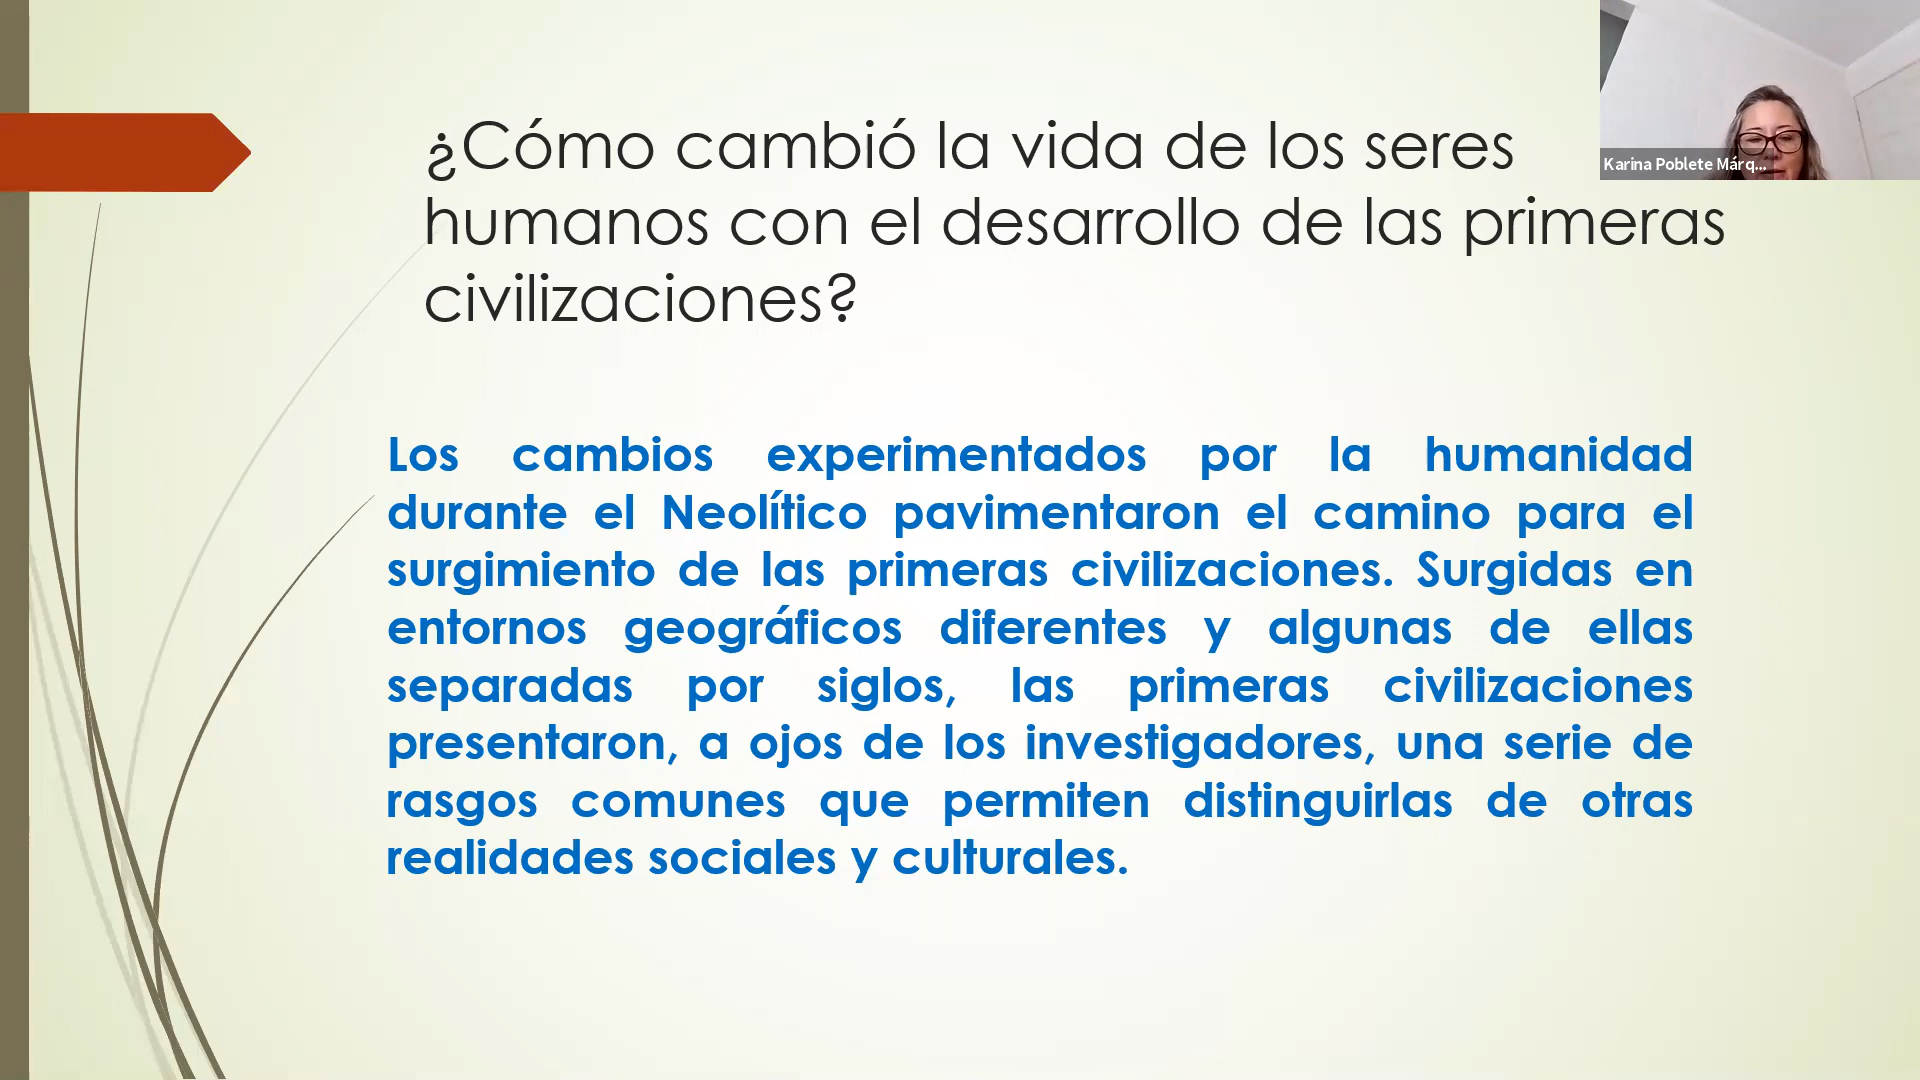 ¿Cómo cambió la vida de los seres
humanos con el desarrollo de las primeras
civilizaciones?
Karina Poblete Márq...
Los cambios experimentados por la humanidad
durante el Neolítico pavimentaron el camino para el
surgimiento de las primeras civilizaciones. Surgidas en
entornos geográficos diferentes y algunas de ellas
separadas por siglos, las primeras civilizaciones
presentaron, a ojos de los investigadores, una serie de
rasgos comunes que permiten distinguirlas de otras
realidades sociales y culturales.